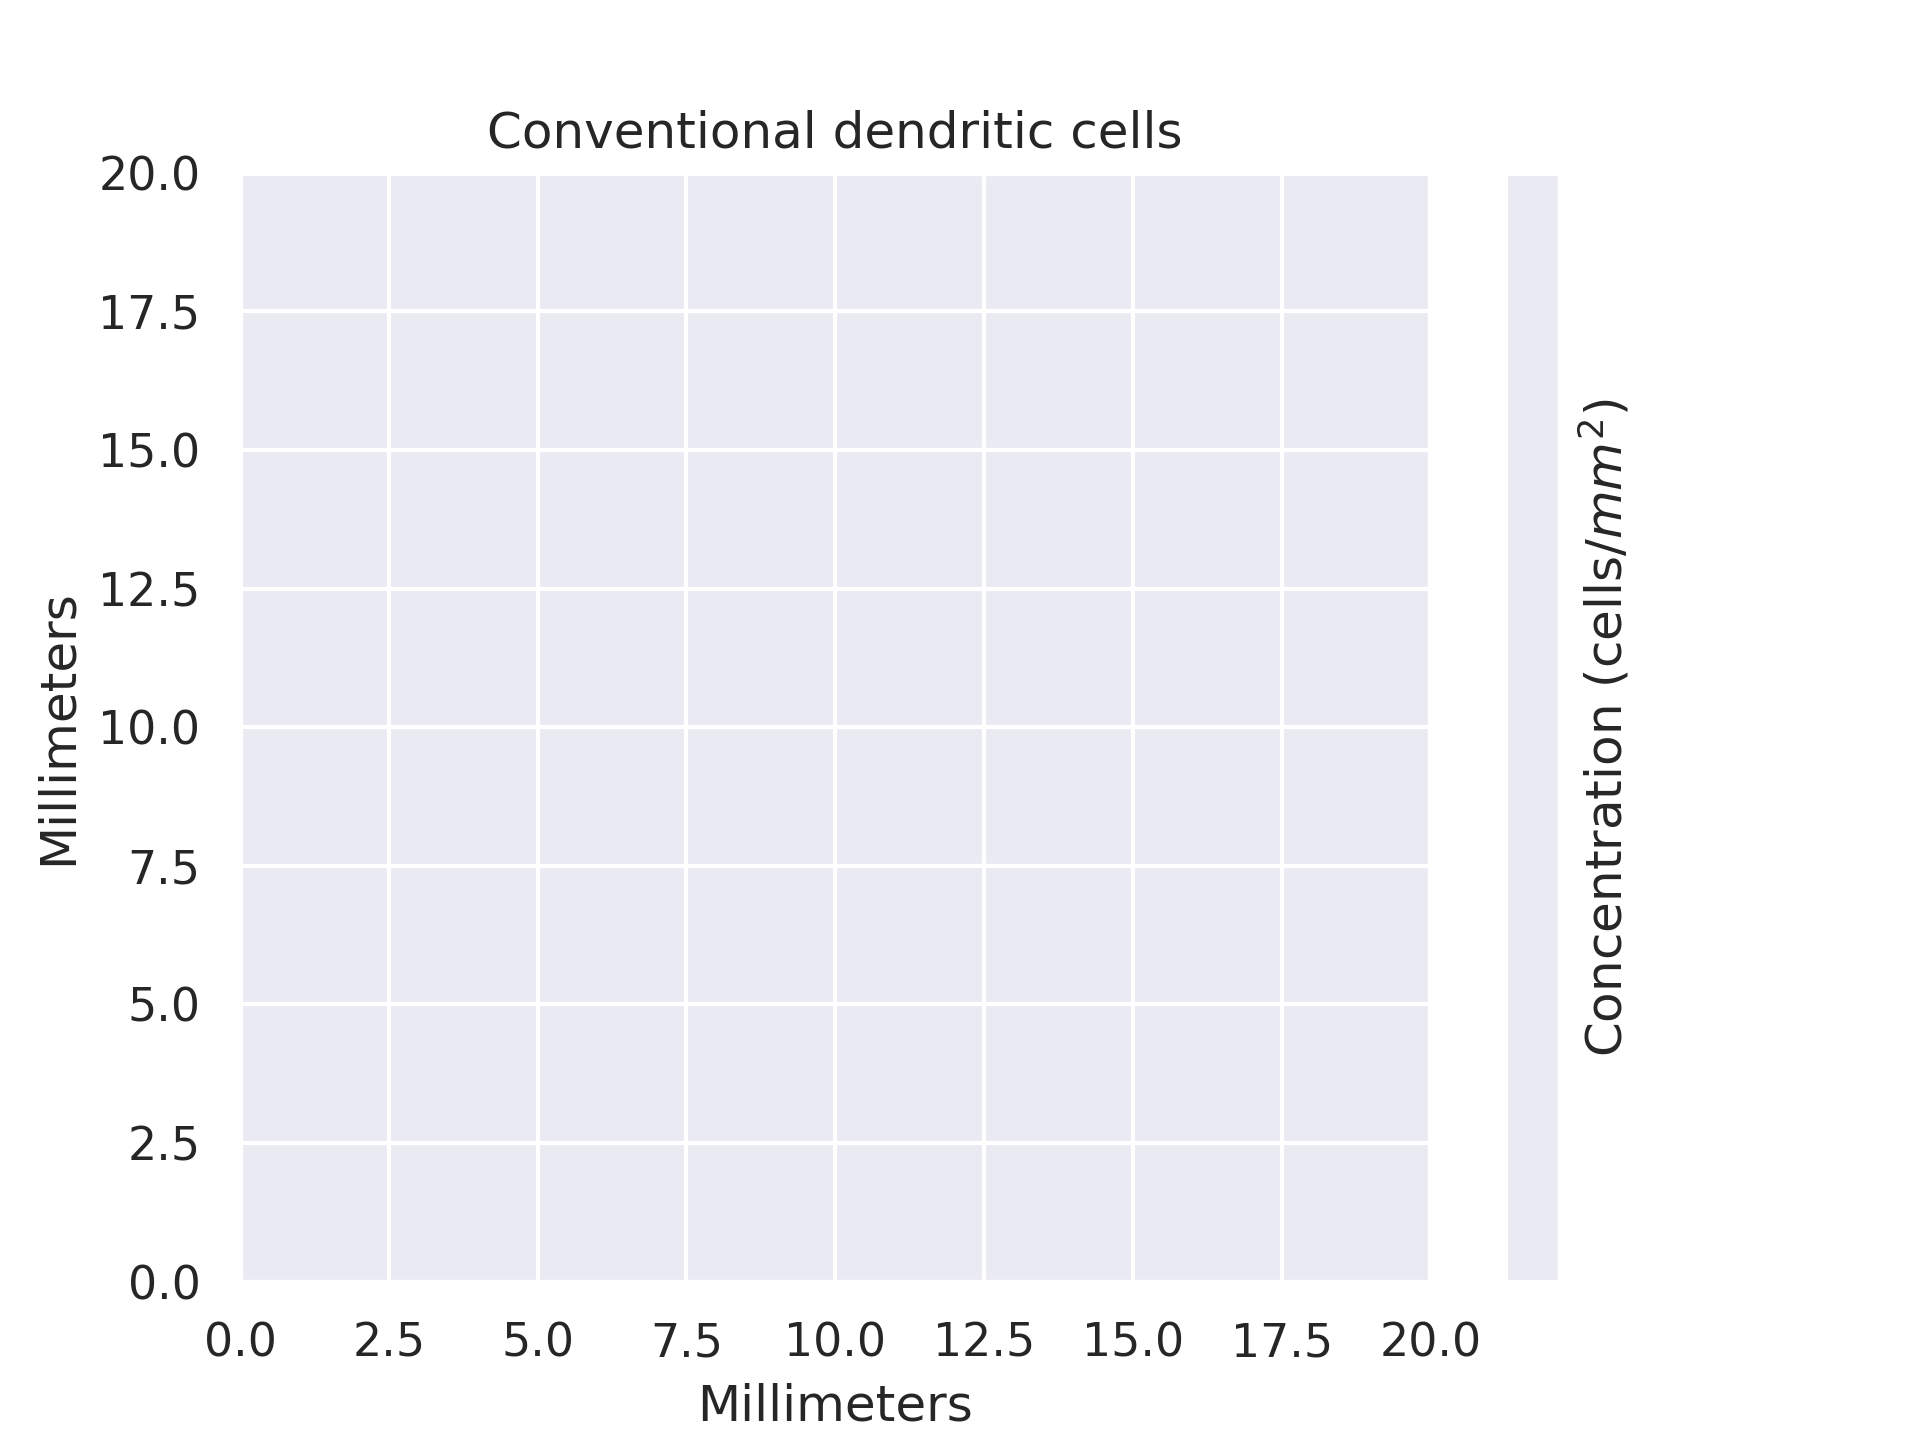 Conventional dendritic cells
20.0
17.5
15.0
12.5
10.0
7.5
5.0
2.5
0.0
Millimeters
0.0 2.5 5.0 7.5 10.0 12.5 15.0 17.5 20.0
Millimeters
Concentration (cells/mm²)